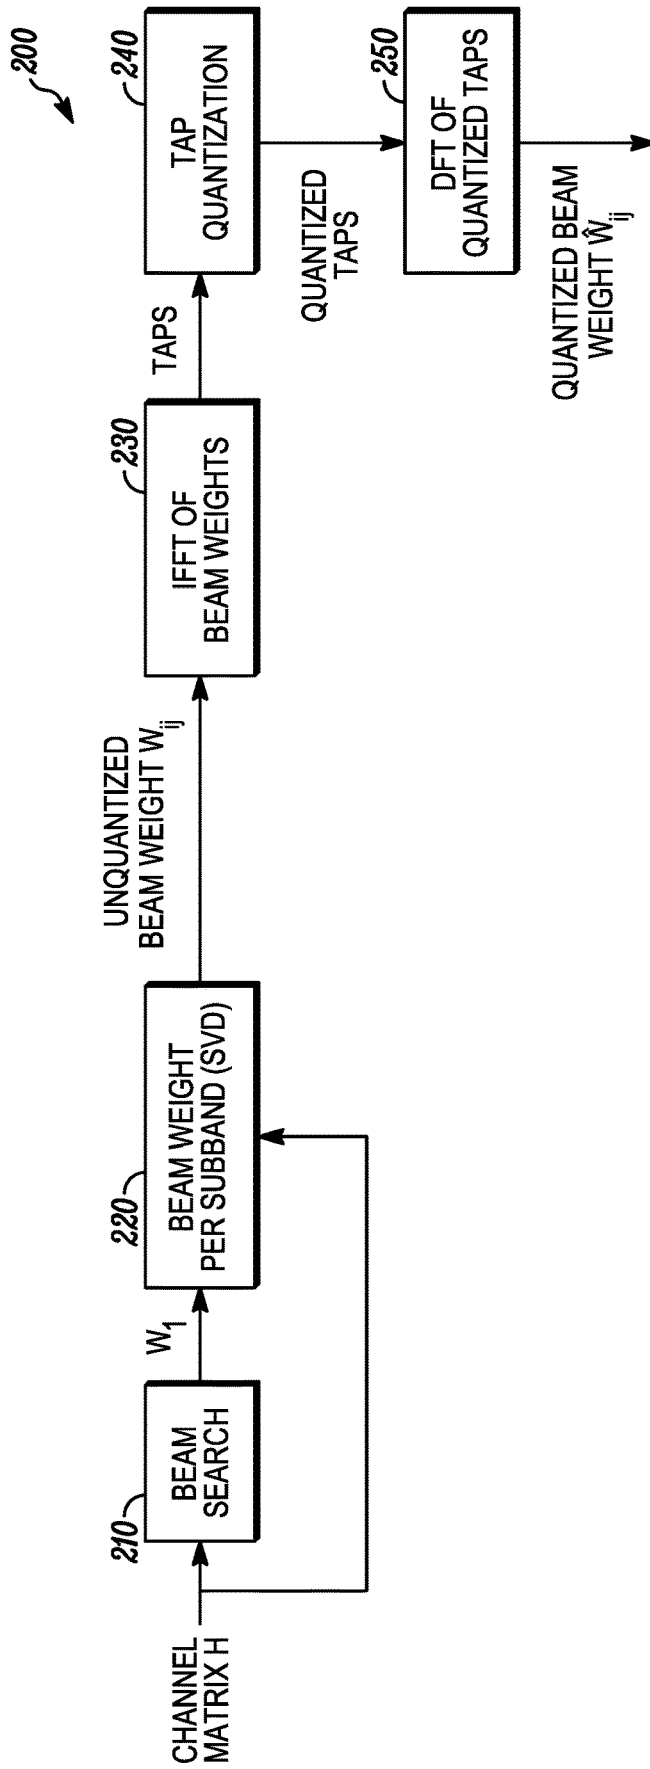 200
CHANNEL
MATRIX H
210
BEAM
SEARCH
W1
220
BEAM WEIGHT
PER SUBBAND (SVD)
UNQUANTIZED
BEAM WEIGHT Wij
230
IFFT OF
BEAM WEIGHTS
TAPS
240
TAP
QUANTIZATION
QUANTIZED
TAPS
250
DFT OF
QUANTIZED TAPS
QUANTIZED BEAM
WEIGHT Ŵij